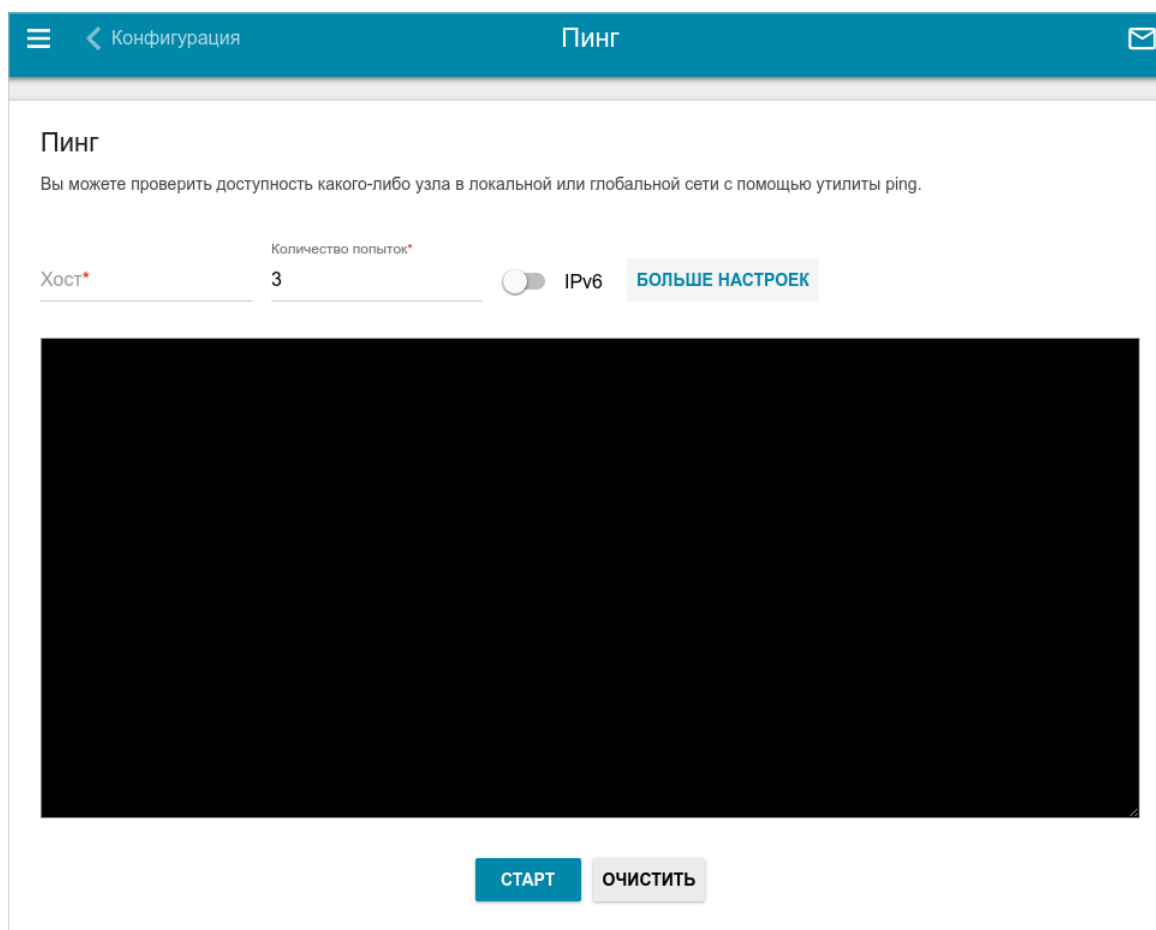 Конфигурация
Пинг
Пинг
Вы можете проверить доступность какого-либо узла в локальной или глобальной сети с помощью утилиты ping.
Количество попыток*
Хост*
3
IPv6
БОЛЬШЕ НАСТРОЕК
СТАРТ
ОЧИСТИТЬ